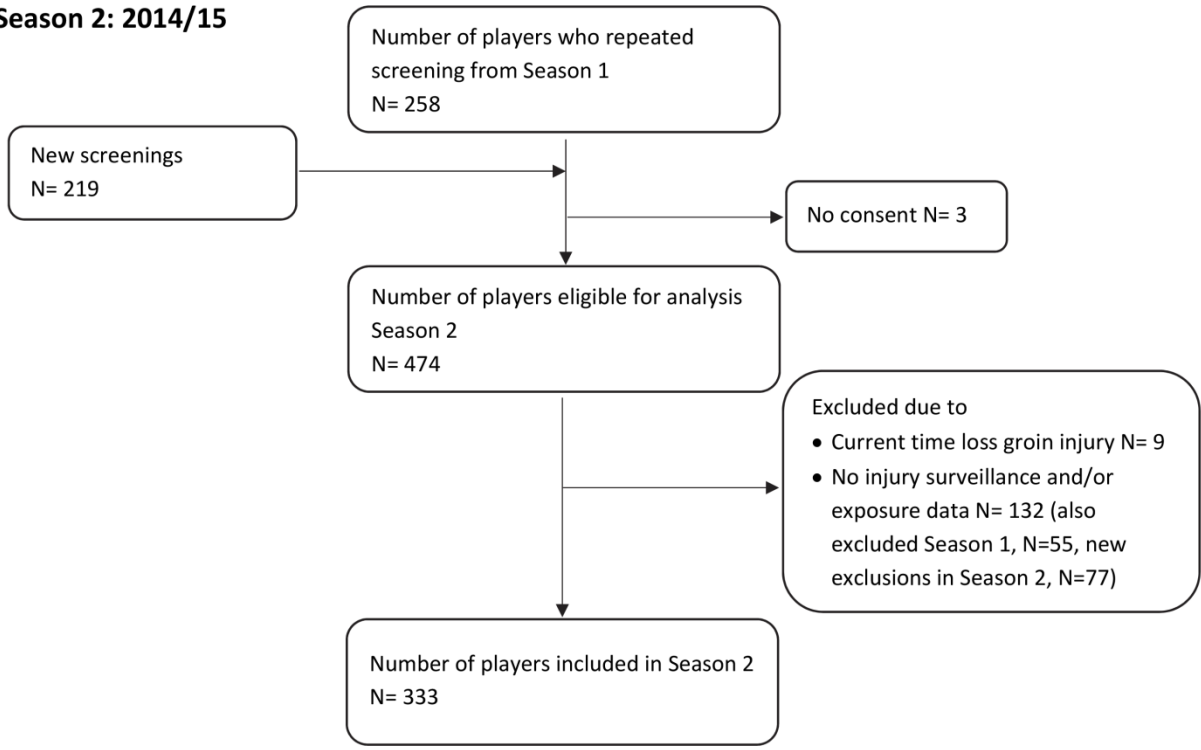 Season 2: 2014/15
Number of players who repeated
screening from Season 1
N= 258
New screenings
N= 219
No consent N= 3
Number of players eligible for analysis
Season 2
N= 474
Excluded due to
• Current time loss groin injury N= 9
• No injury surveillance and/or
exposure data N= 132 (also
excluded Season 1, N=55, new
exclusions in Season 2, N=77)
Number of players included in Season 2
N= 333